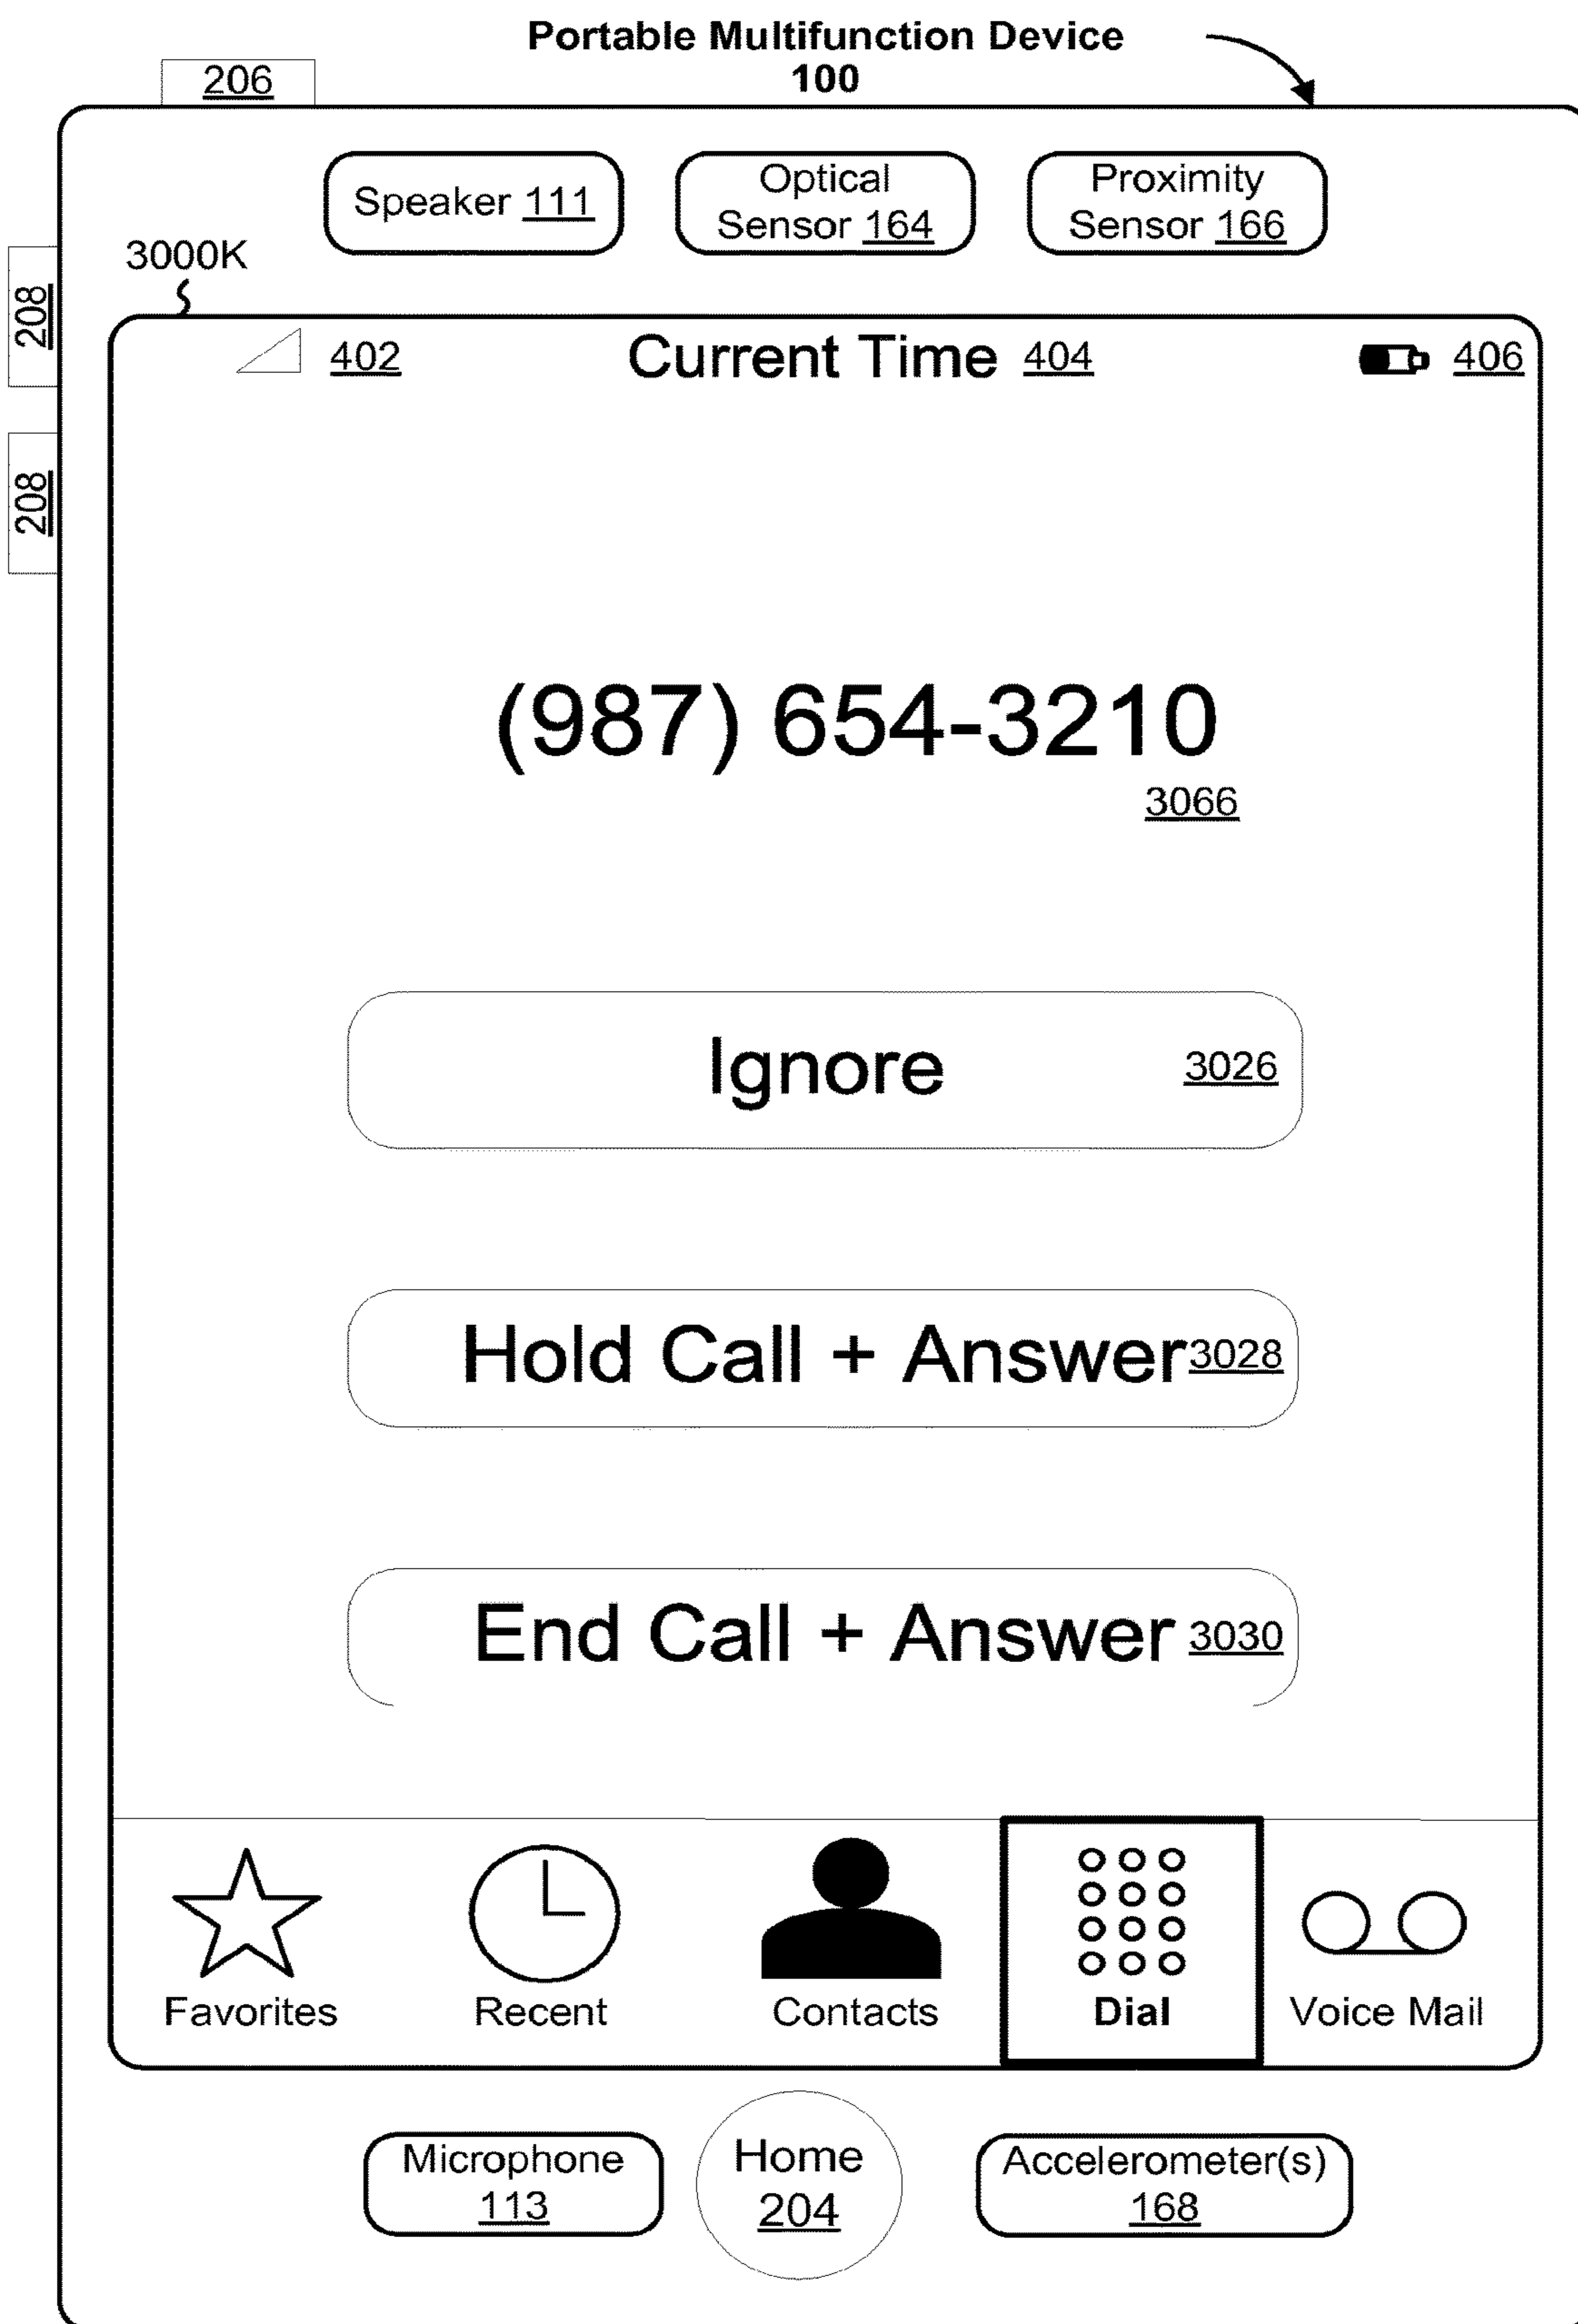 Portable Multifunction Device
100
206
Speaker 111
Optical
Sensor 164
Proximity
Sensor 166
3000K
208
208
402
Current Time 404
406
(987) 654-3210
3066
Ignore 3026
Hold Call + Answer 3028
End Call + Answer 3030
Favorites
Recent
Contacts
Dial
Voice Mail
Microphone
113
Home
204
Accelerometer(s)
168